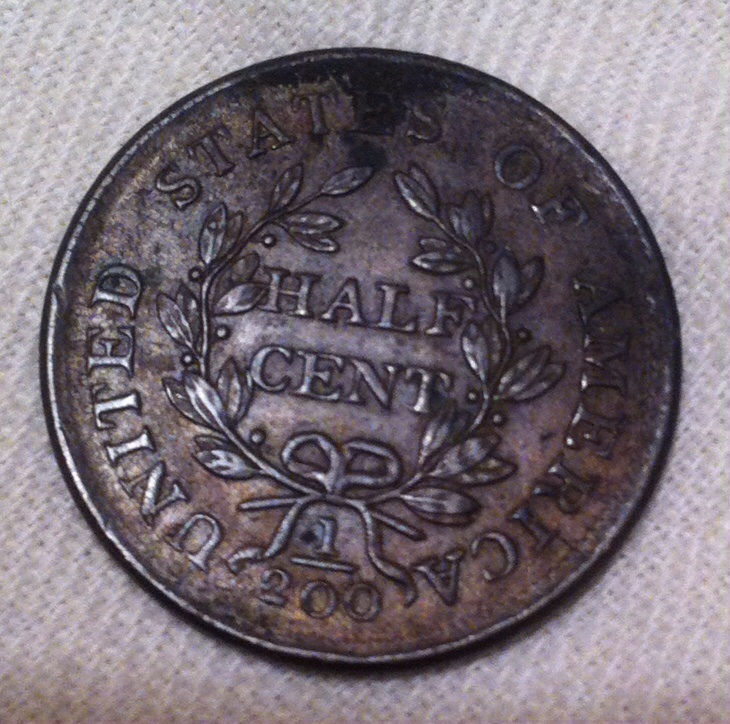 UNITED STATES OF AMERICA
HALF
CENT
1
200